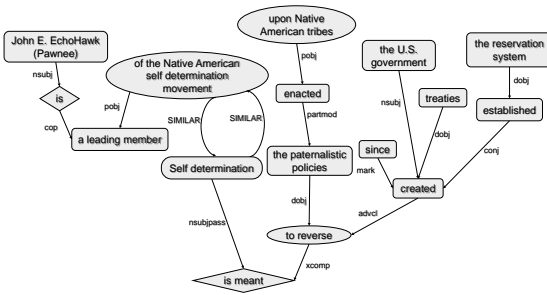 upon Native
American tribes
John E. EchoHawk
(Pawnee)
the U.S.
government
the reservation
system
nsubj
of the Native American
self determination
movement
pobj
nsubj
dobj
is
pobj
enacted
treaties
established
cop
SIMILAR
SIMILAR
partmod
dobj
a leading member
since
conj
Self determination
the paternalistic
policies
mark
created
nsubjpass
dobj
advcl
to reverse
xcomp
is meant